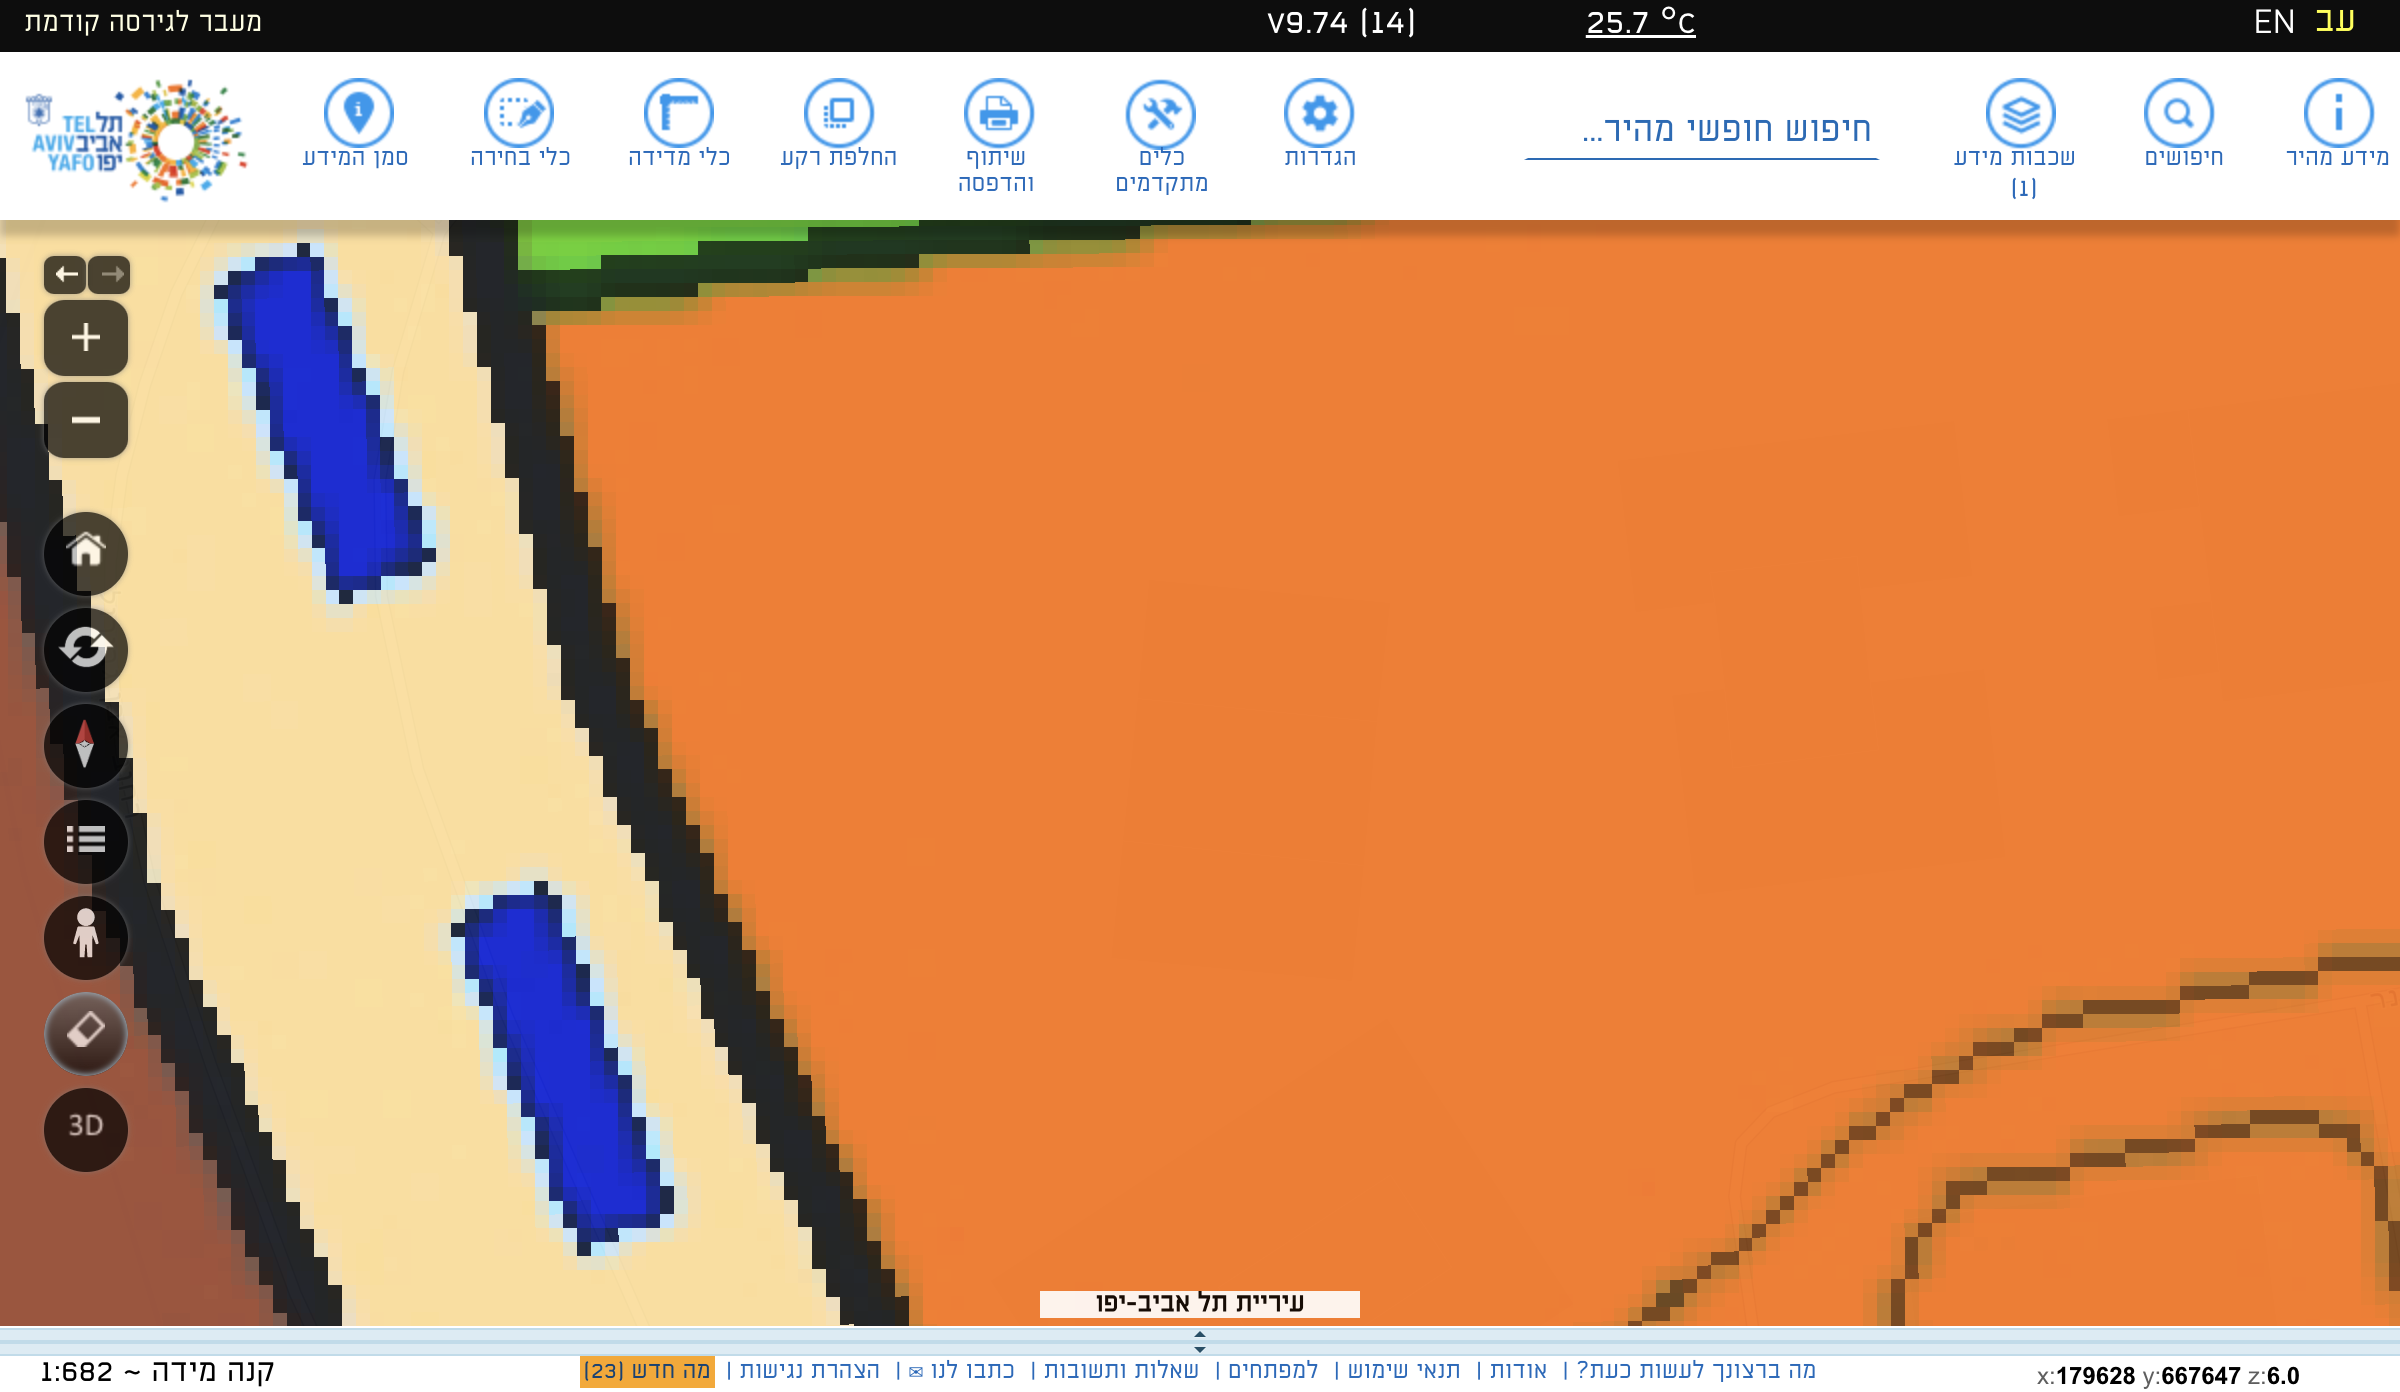 עב EN
25.7 °C
V9.74 (14)
מעבר לגירסה קודמת
מידע מהיר
חיפושים
שכבות מידע
(1)
חיפוש חופשי מהיר...
הגדרות
כלים
מתקדמים
שיתוף
והדפסה
החלפת רקע
כלי מדידה
כלי בחירה
סמן המידע
תל TEL
אביב AVIV
יפו YAFO
3D
עיריית תל אביב-יפו
x:179628 y:667647 z:6.0
מה ברצונך לעשות כעת? | אודות | תנאי שימוש | למפתחים | שאלות ותשובות | כתבו לנו ✉ | הצהרת נגישות | מה חדש (23)
קנה מידה ~ 1:682